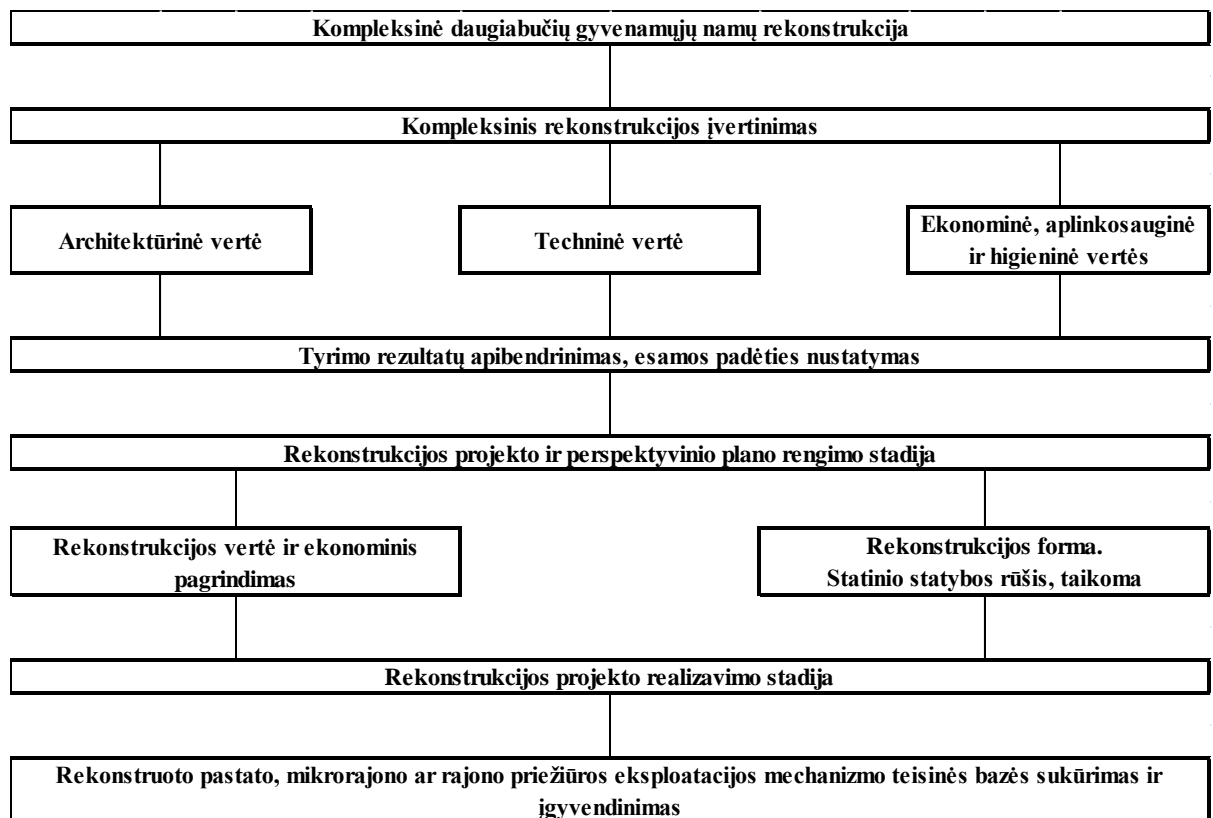 Kompleksinė daugiabučių gyvenamųjų namų rekonstrukcija
Kompleksinis rekonstrukcijos įvertinimas
Architektūrinė vertė
Techninė vertė
Ekonominė, aplinkosauginė
ir higieninė vertės
Tyrimo rezultatų apibendrinimas, esamos padėties nustatymas
Rekonstrukcijos projekto ir perspektyvinio plano rengimo stadija
Rekonstrukcijos vertė ir ekonominis
pagrindimas
Rekonstrukcijos forma.
Statinio statybos rūšis, taikoma
Rekonstrukcijos projekto realizavimo stadija
Rekonstruoto pastato, mikrorajono ar rajono priežiūros eksploatacijos mechanizmo teisinės bazės sukūrimas ir
įgyvendinimas